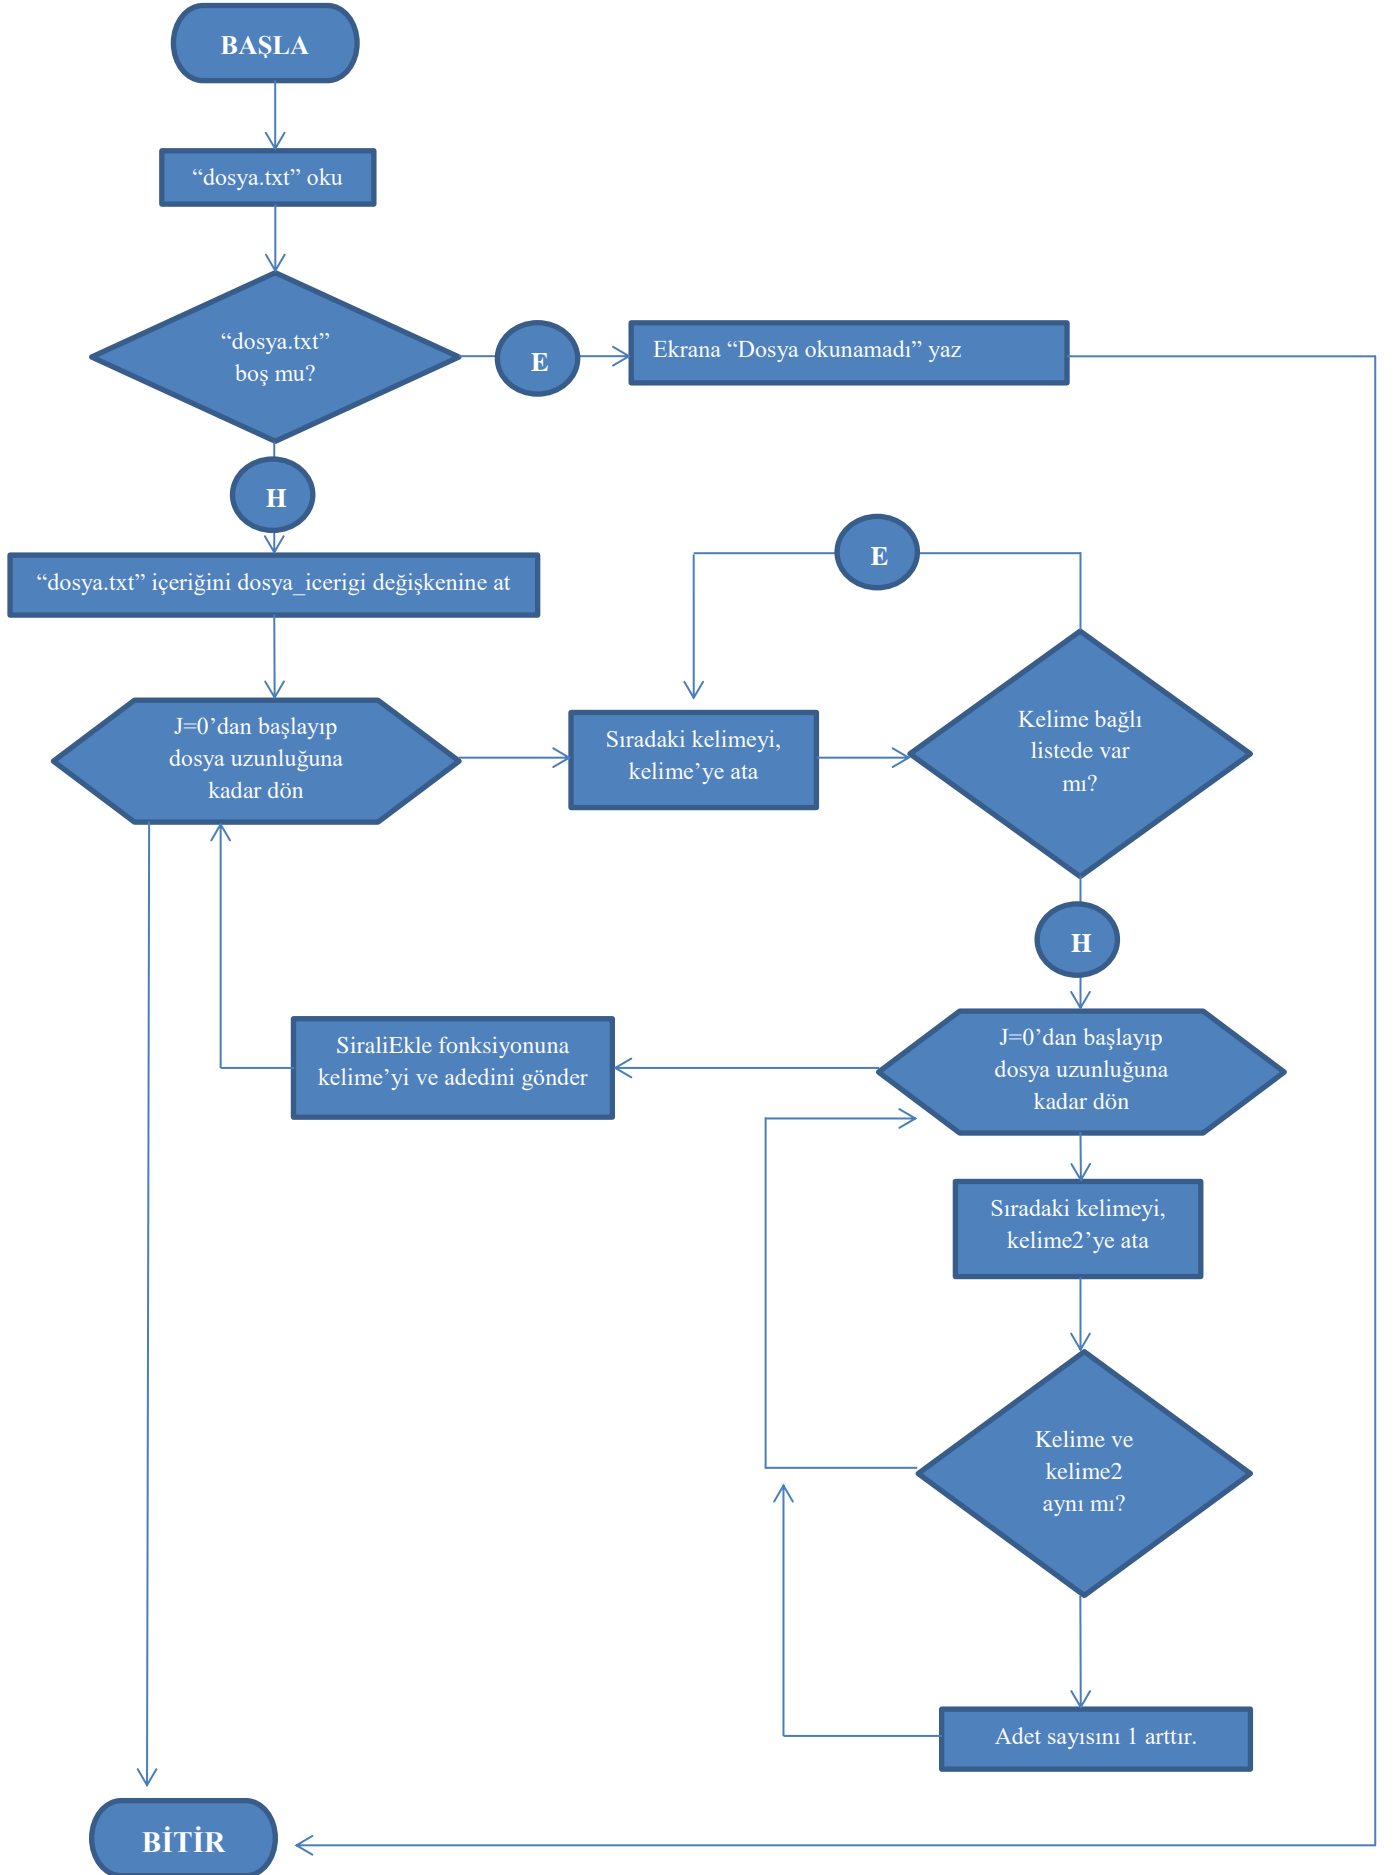 BAŞLA
“dosya.txt” oku
“dosya.txt”
boş mu?
E
Ekrana “Dosya okunamadı” yaz
H
“dosya.txt” içeriğini dosya_icerigi değişkenine at
E
J=0’dan başlayıp
dosya uzunluğuna
kadar dön
Sıradaki kelimeyi,
kelime’ye ata
Kelime bağlı
listede var
mı?
H
J=0’dan başlayıp
dosya uzunluğuna
kadar dön
SiraliEkle fonksiyonuna
kelime’yi ve adedini gönder
Sıradaki kelimeyi,
kelime2’ye ata
Kelime ve
kelime2
aynı mı?
Adet sayısını 1 arttır.
BİTİR